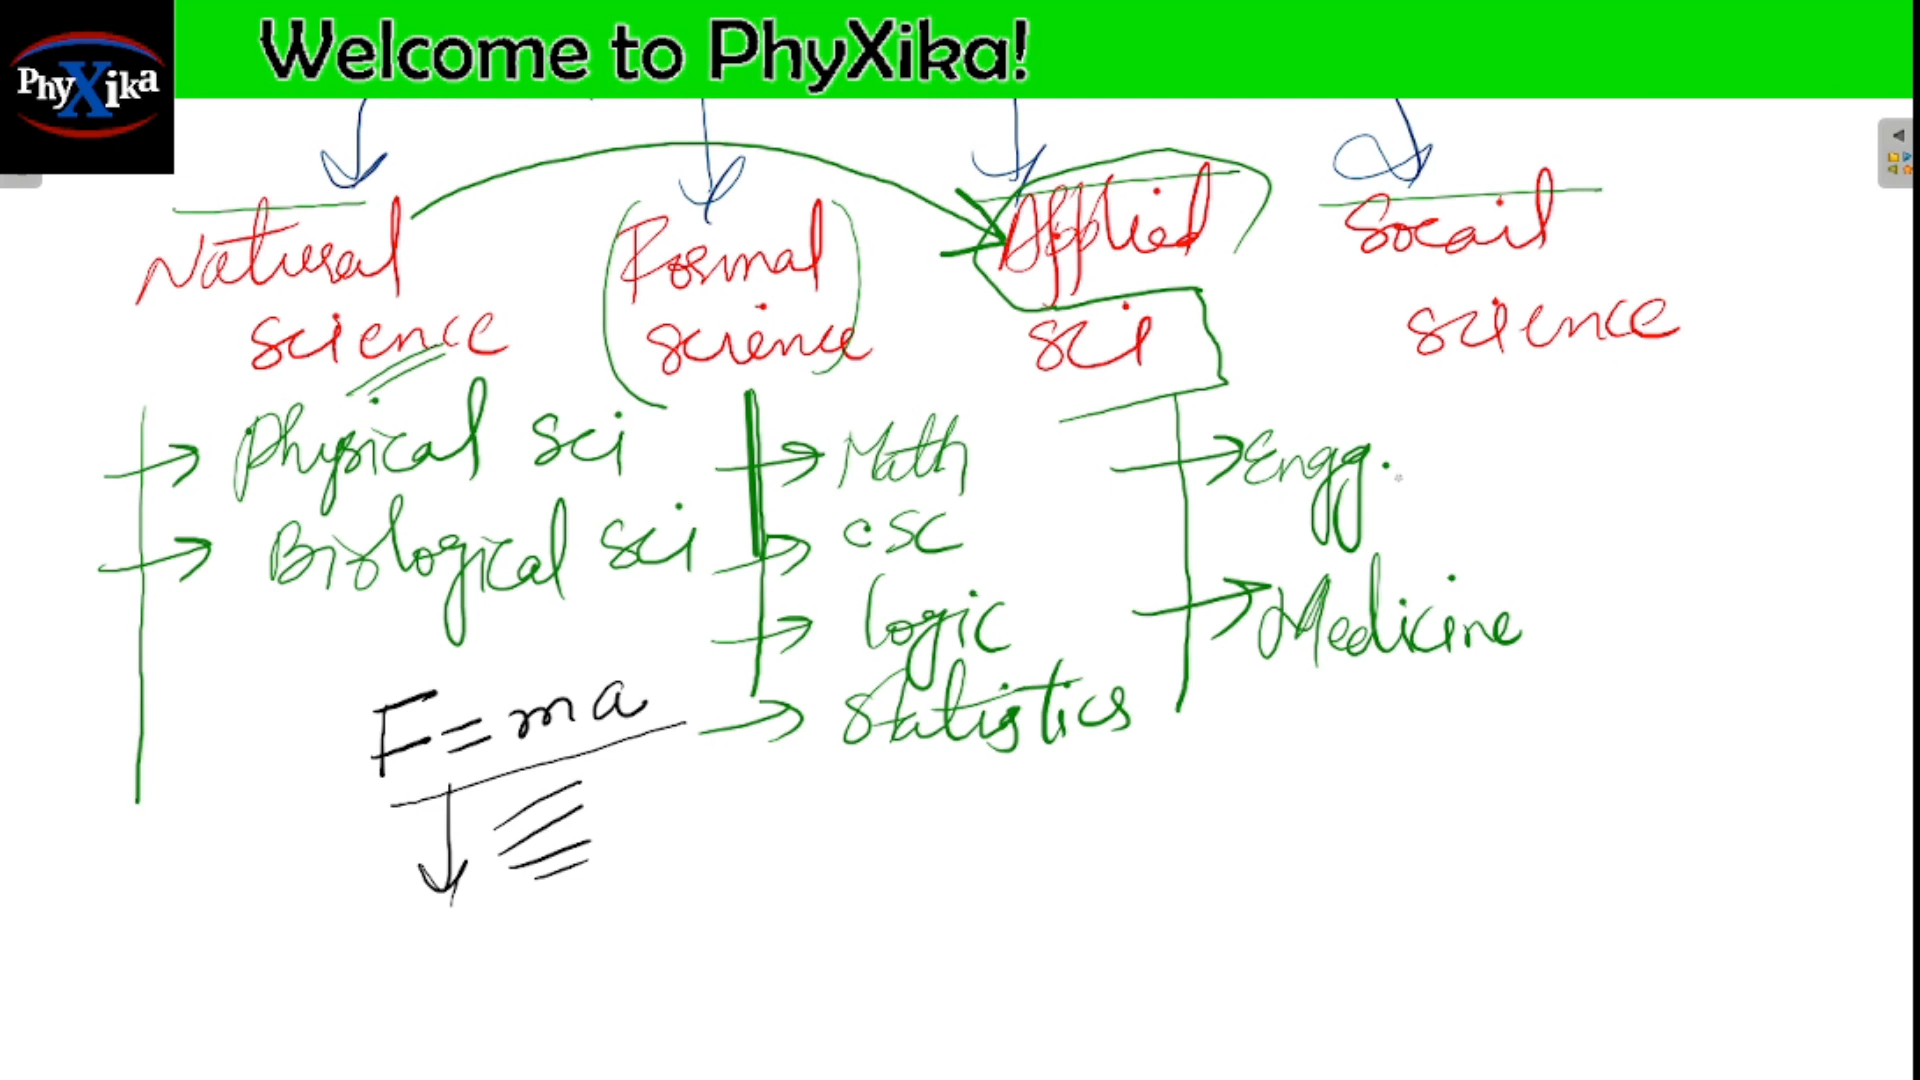 PhyXika
Welcome to PhyXika!
Natural
science
Formal
science
Applied
sci
Socail
science
Physical sci
Biological sci
Math
CSC
logic
Statistics
Engg.
Medicine
F=ma